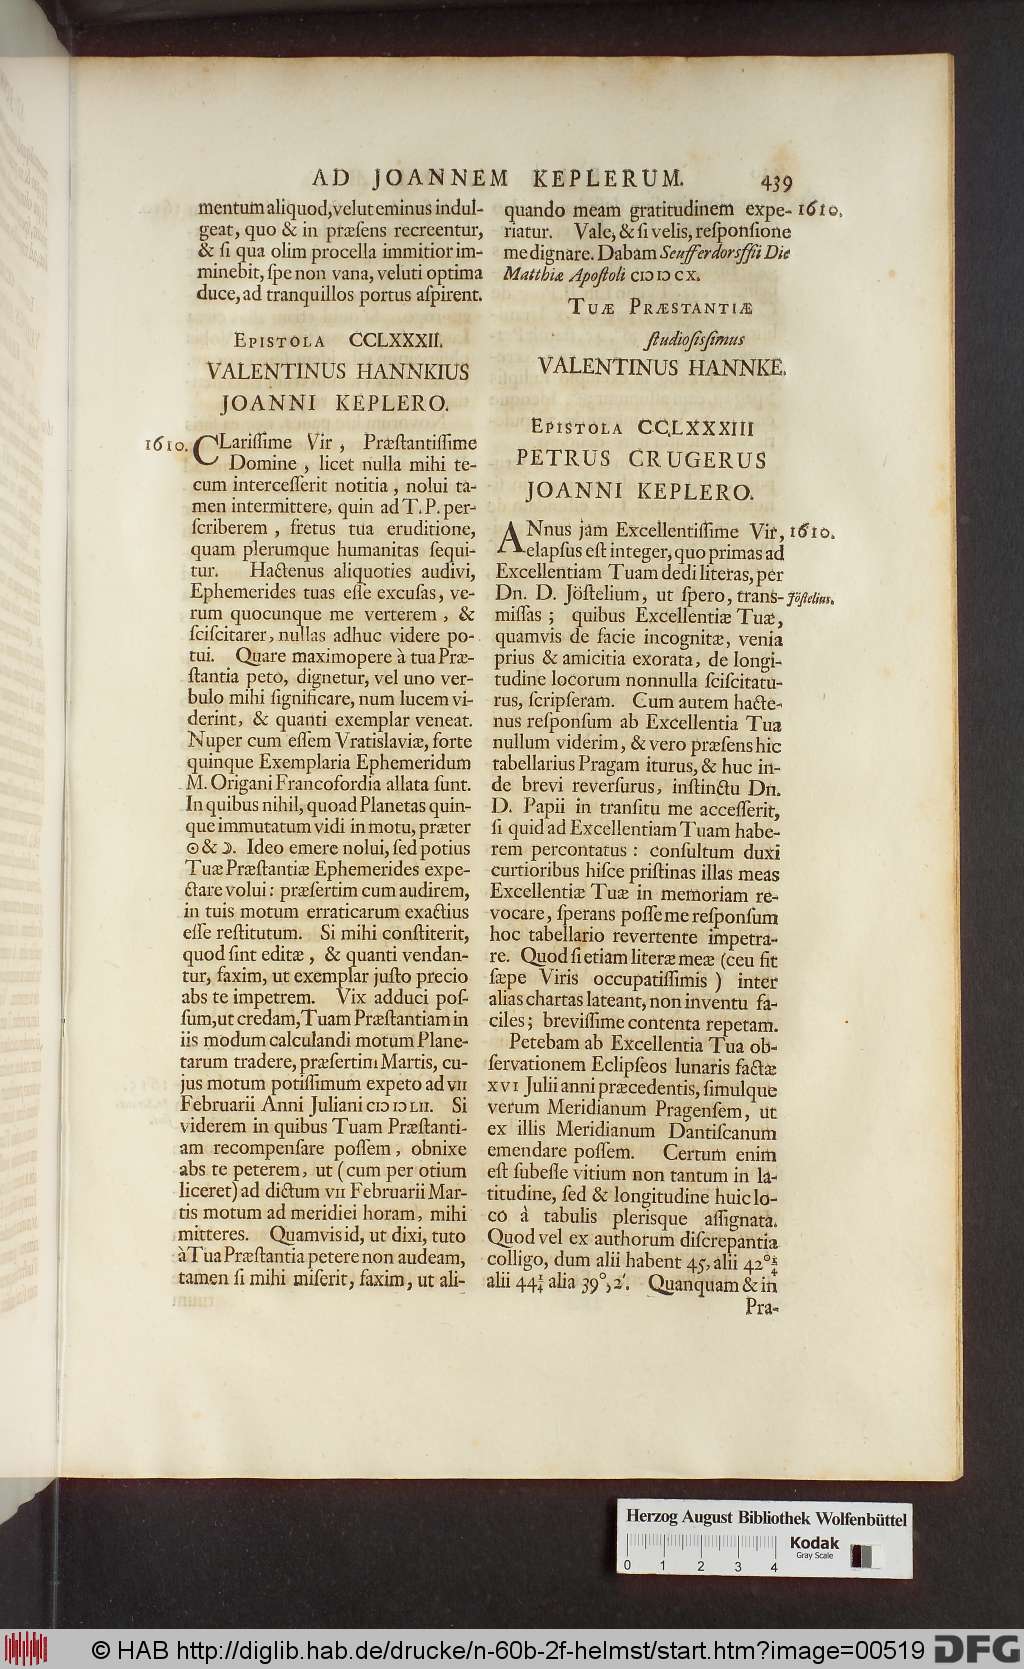 AD JOANNEM KEPLERUM. 439
mentum aliquod, velut eminus indul-
geat, quo & in præſens recreentur,
& ſi qua olim procella immitior im-
minebit, ſpe non vana, veluti optima
duce, ad tranquillos portus aſpirent.
EPISTOLA CCLXXXII.
VALENTINUS HANNKIUS
JOANNI KEPLERO.
1610. CLariſſime Vir, Præſtantiſſime
Domine, licet nulla mihi te-
cum interceſſerit notitia, nolui ta-
men intermittere, quin ad T. P. per-
ſcriberem, fretus tua eruditione,
quam plerumque humanitas ſequi-
tur. Hactenus aliquoties audivi,
Ephemerides tuas eſſe excuſas, ve-
rum quocunque me verterem, &
ſciſcitarer, nullas adhuc videre po-
tui. Quare maximopere à tua Præ-
ſtantia peto, dignetur, vel uno ver-
bulo mihi ſignificare, num lucem vi-
derint, & quanti exemplar veneat.
Nuper cum eſſem Vratislaviæ, forte
quinque Exemplaria Ephemeridum
M. Origani Francofordia allata ſunt.
In quibus nihil, quoad Planetas quin-
que immutatum vidi in motu, præter
☉ & ☽. Ideo emere nolui, ſed potius
Tuæ Præſtantiæ Ephemerides expe-
ctare volui: præſertim cum audirem,
in tuis motum erraticarum exactius
eſſe reſtitutum. Si mihi conſtiterit,
quod ſint editæ, & quanti vendan-
tur, faxim, ut exemplar juſto precio
abs te impetrem. Vix adduci poſ-
ſum, ut credam, Tuam Præſtantiam in
iis modum calculandi motum Plane-
tarum tradere, præſertim Martis, cu-
jus motum potiſſimum expeto ad VII
Februarii Anni Juliani CIↃ IↃ LII. Si
viderem in quibus Tuam Præſtanti-
am recompenſare poſſem, obnixe
abs te peterem, ut (cum per otium
liceret) ad dictum VII Februarii Mar-
tis motum ad meridiei horam, mihi
mitteres. Quamvis id, ut dixi, tuto
à Tua Præſtantia petere non audeam,
tamen ſi mihi miſerit, faxim, ut ali-
quando meam gratitudinem expe- 1610.
riatur. Vale, & ſi velis, reſponſione
me dignare. Dabam Seufferdorsſſii Die
Matthiæ Apoſtoli CIↃ IↃ CX.
TUÆ PRÆSTANTIÆ
ſtudioſisſimus
VALENTINUS HANNKE.
EPISTOLA CCLXXXIII
PETRUS CRUGERUS
JOANNI KEPLERO.
ANnus jam Excellentiſſime Vir, 1610.
elapſus eſt integer, quo primas ad
Excellentiam Tuam dedi literas, per
Dn. D. Jöſtelium, ut ſpero, trans- Jöſtelius.
miſſas; quibus Excellentiæ Tuæ,
quamvis de facie incognitæ, venia
prius & amicitia exorata, de longi-
tudine locorum nonnulla ſciſcitatu-
rus, ſcripſeram. Cum autem hacte-
nus reſponſum ab Excellentia Tua
nullum viderim, & vero præſens hic
tabellarius Pragam iturus, & huc in-
de brevi reverſurus, inſtinctu Dn.
D. Papii in tranſitu me acceſſerit,
ſi quid ad Excellentiam Tuam habe-
rem percontatus: conſultum duxi
curtioribus hiſce priſtinas illas meas
Excellentiæ Tuæ in memoriam re-
vocare, ſperans poſſe me reſponſum
hoc tabellario revertente impetra-
re. Quod ſi etiam literæ meæ (ceu fit
ſæpe Viris occupatiſſimis) inter
alias chartas lateant, non inventu fa-
ciles; breviſſime contenta repetam.
Petebam ab Excellentia Tua ob-
ſervationem Eclipſeos lunaris factæ
XVI Julii anni præcedentis, ſimulque
verum Meridianum Pragenſem, ut
ex illis Meridianum Dantiſcanum
emendare poſſem. Certum enim
eſt ſubeſſe vitium non tantum in la-
titudine, ſed & longitudine huic lo-
co à tabulis plerisque aſſignata.
Quod vel ex authorum diſcrepantia
colligo, dum alii habent 45, alii 42°¾
alii 44¼ alia 39°, 2′. Quanquam & in
Pra-
Herzog August Bibliothek Wolfenbüttel
Kodak
Gray Scale
0 1 2 3 4
© HAB http://diglib.hab.de/drucke/n-60b-2f-helmst/start.htm?image=00519 DFG